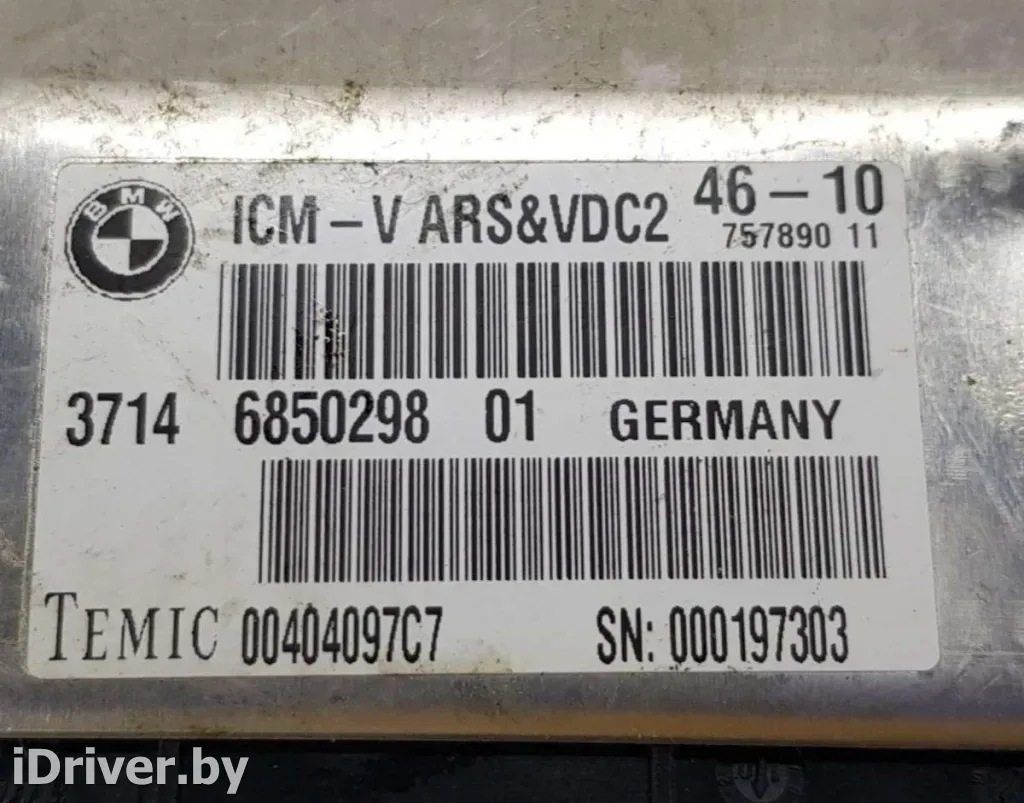 BMW
ICM-V ARS&VDC2 46-10
757890 11
3714 6850298 01 GERMANY
TEMIC 00404097C7 SN: 000197303
iDriver.by